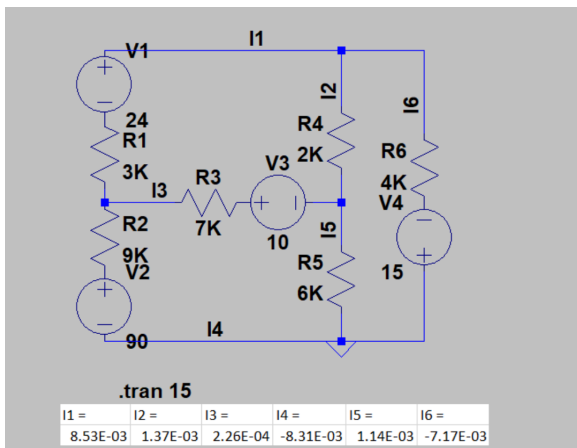 I1
V1
I2
I6
24
R4
R1
R6
3K
2K
V3
I3
R3
4K
V4
R2
7K
10
I5
9K
R5
15
V2
6K
90
I4
.tran 15
I1 = I2 = I3 = I4 = I5 = I6 =
8.53E-03 1.37E-03 2.26E-04 -8.31E-03 1.14E-03 -7.17E-03